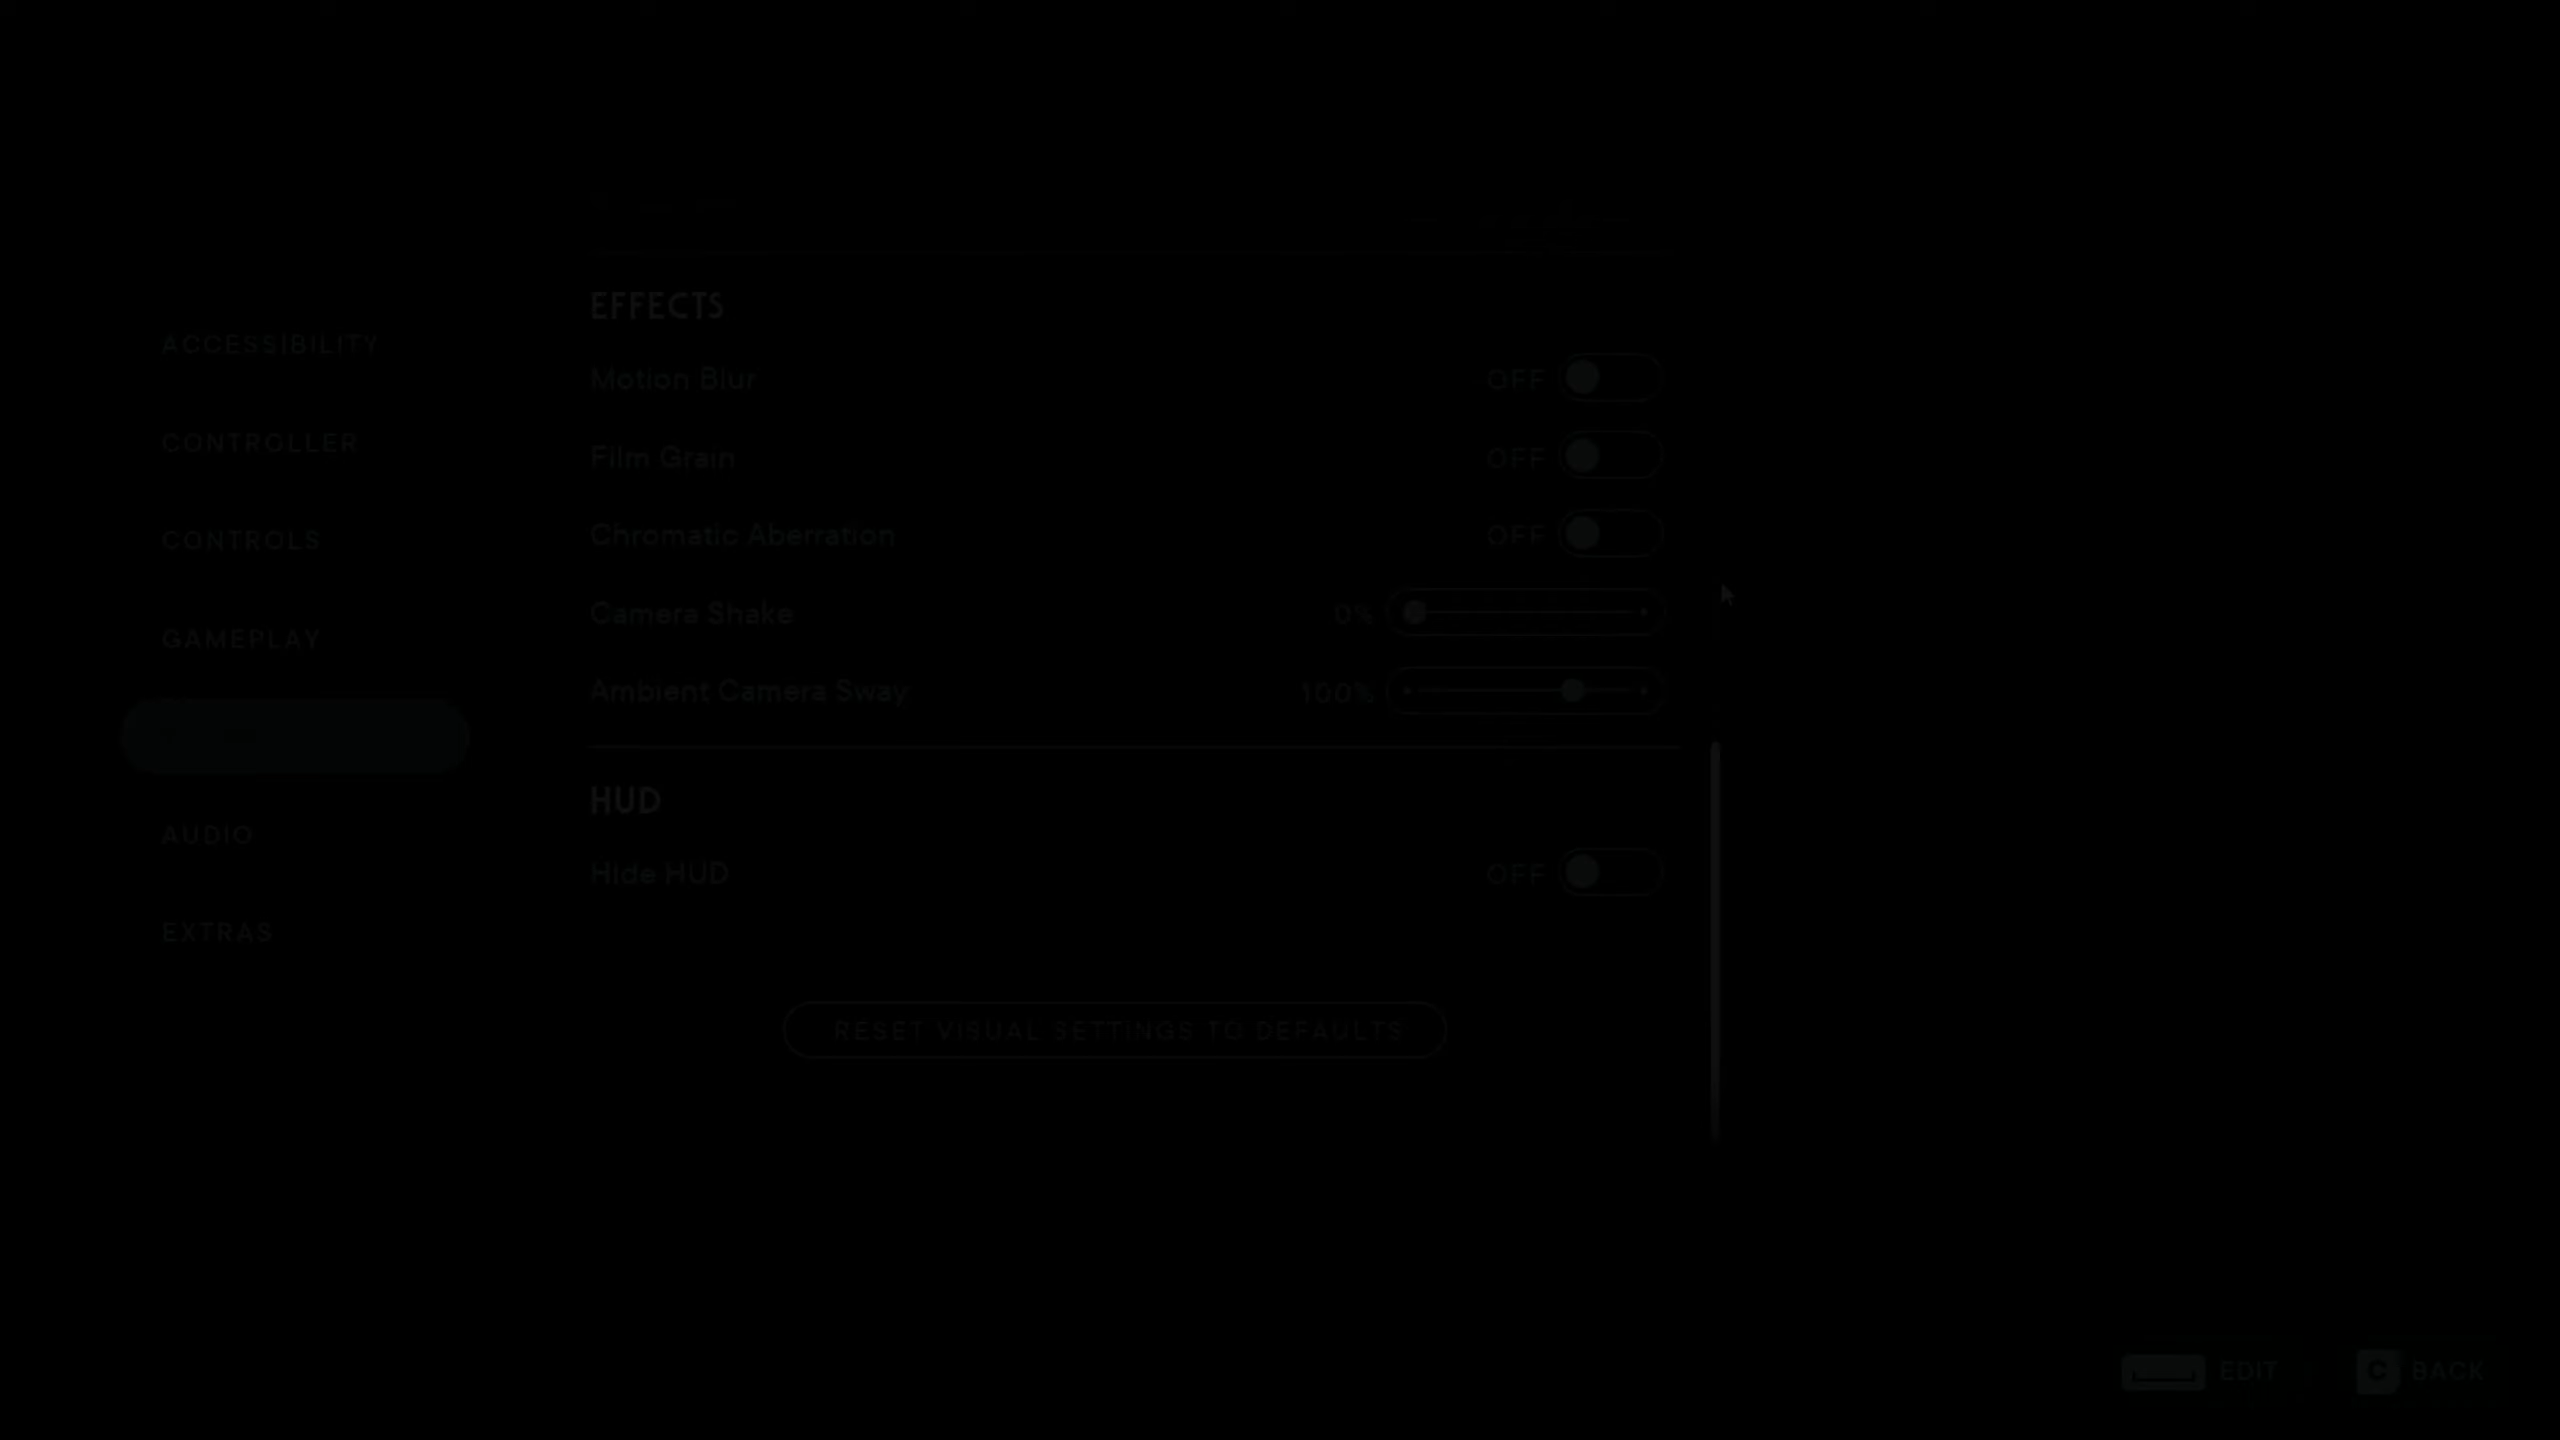 EFFECTS
ACCESSIBILITY
Motion Blur OFF
CONTROLLER
Film Grain OFF
CONTROLS
Chromatic Aberration OFF
Camera Shake 0%
GAMEPLAY
Ambient Camera Sway 100%
HUD
AUDIO
Hide HUD OFF
EXTRAS
RESET VISUAL SETTINGS TO DEFAULTS
EDIT C BACK